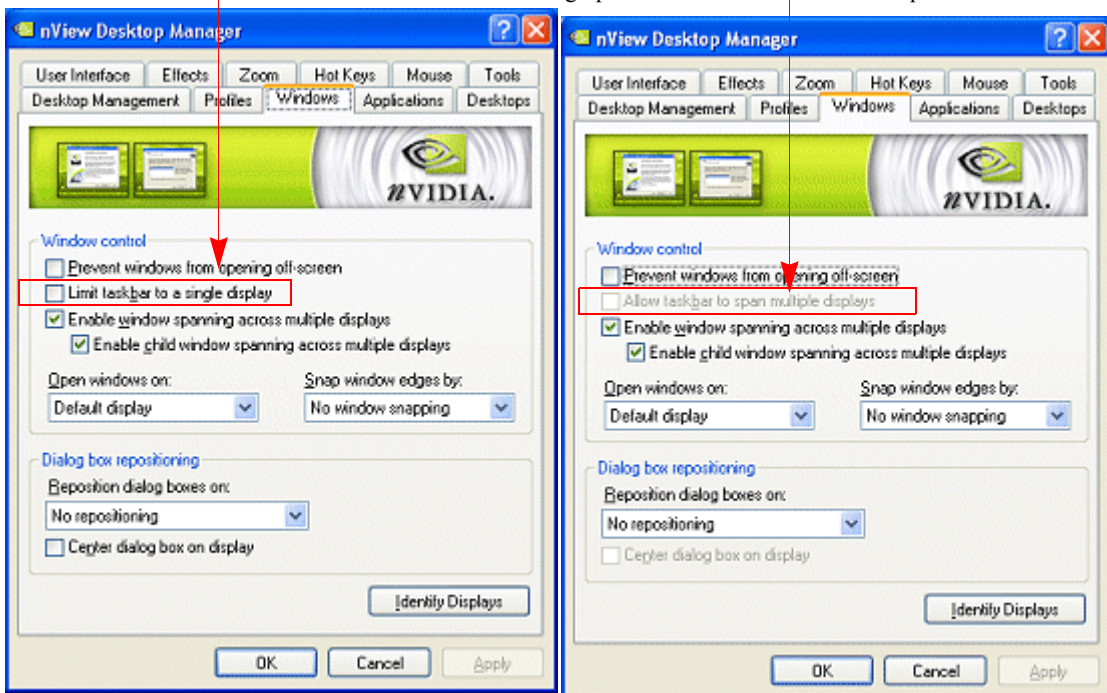 nView Desktop Manager
User Interface Effects Zoom Hot Keys Mouse Tools
Desktop Management Profiles Windows Applications Desktops
NVIDIA.
Window control
Prevent windows from opening off-screen
Limit taskbar to a single display
Enable window spanning across multiple displays
Enable child window spanning across multiple displays
Open windows on: Snap window edges by:
Default display No window snapping
Dialog box repositioning
Reposition dialog boxes on:
No repositioning
Center dialog box on display
Identify Displays
OK Cancel Apply
nView Desktop Manager
User Interface Effects Zoom Hot Keys Mouse Tools
Desktop Management Profiles Windows Applications Desktops
NVIDIA.
Window control
Prevent windows from opening off-screen
Allow taskbar to span multiple displays
Enable window spanning across multiple displays
Enable child window spanning across multiple displays
Open windows on: Snap window edges by:
Default display No window snapping
Dialog box repositioning
Reposition dialog boxes on:
No repositioning
Center dialog box on display
Identify Displays
OK Cancel Apply